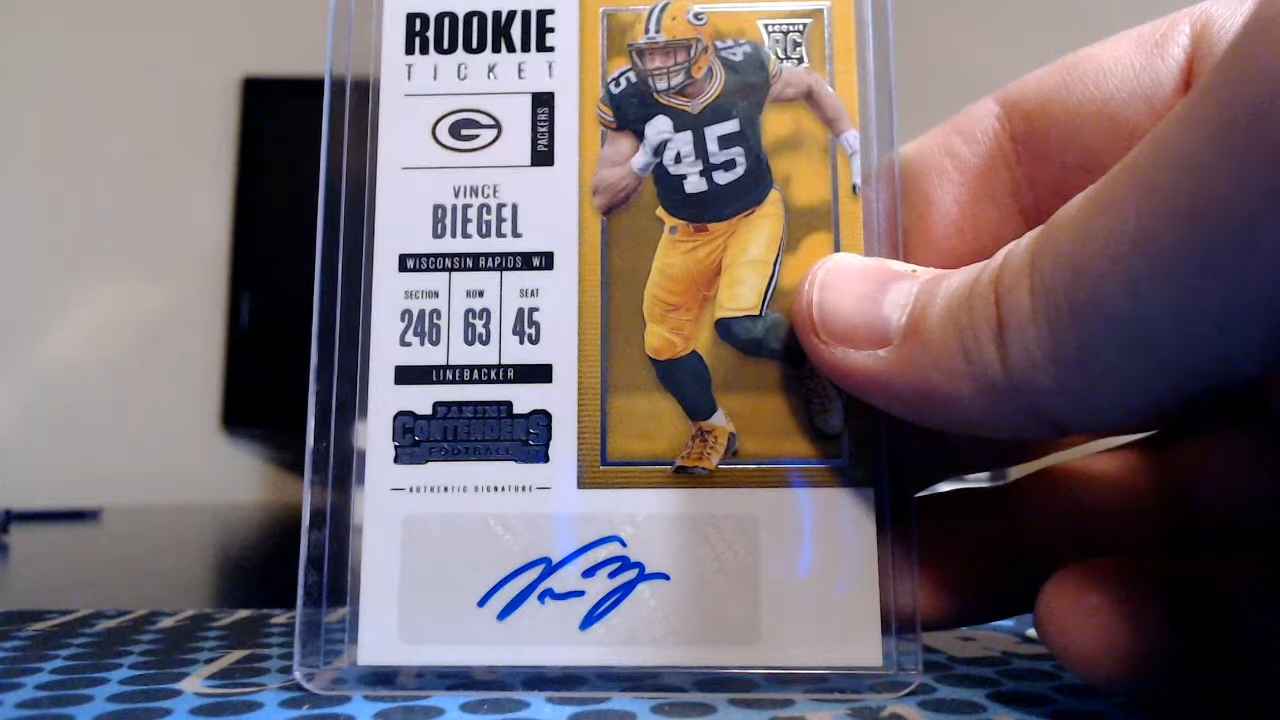 ROOKIE
TICKET
G
PACKERS
VINCE
BIEGEL
WISCONSIN RAPIDS, WI
SECTION ROW SEAT
246 63 45
LINEBACKER
PANINI
CONTENDERS
FOOTBALL
AUTHENTIC SIGNATURE
ROOKIE
RC
G
45
45
45